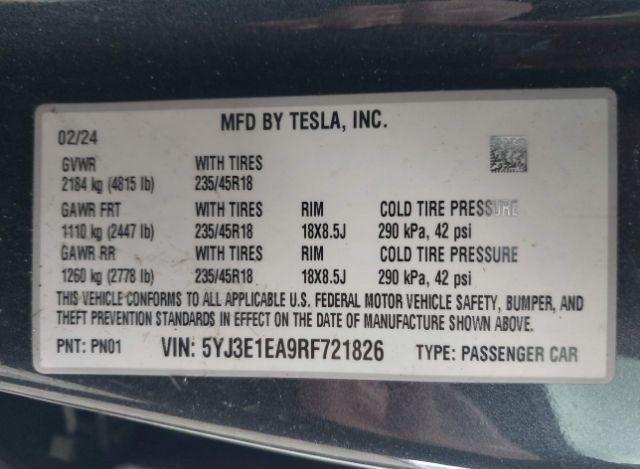 MFD BY TESLA, INC.
02/24
GVWR WITH TIRES
2184 kg (4815 lb) 235/45R18
GAWR FRT WITH TIRES RIM COLD TIRE PRESSURE
1110 kg (2447 lb) 235/45R18 18X8.5J 290 kPa, 42 psi
GAWR RR WITH TIRES RIM COLD TIRE PRESSURE
1260 kg (2778 lb) 235/45R18 18X8.5J 290 kPa, 42 psi
THIS VEHICLE CONFORMS TO ALL APPLICABLE U.S. FEDERAL MOTOR VEHICLE SAFETY, BUMPER, AND
THEFT PREVENTION STANDARDS IN EFFECT ON THE DATE OF MANUFACTURE SHOWN ABOVE.
PNT: PN01 VIN: 5YJ3E1EA9RF721826 TYPE: PASSENGER CAR